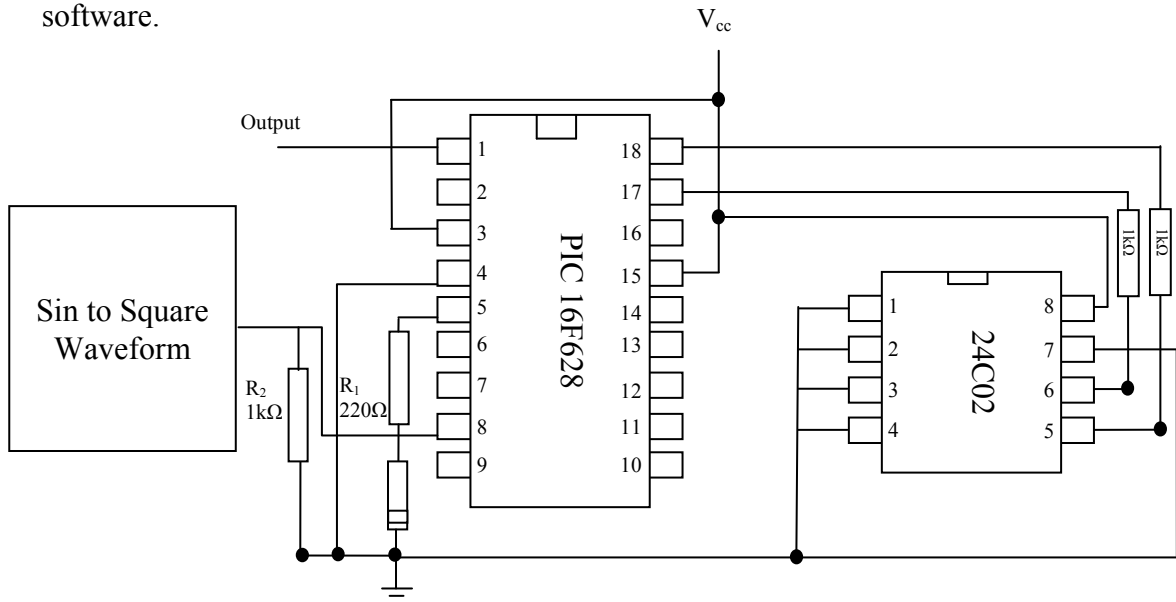 software.
Vcc
Output
Sin to Square
Waveform
R2
1kΩ
R1
220Ω
1
2
3
4
5
6
7
8
9
PIC 16F628
18
17
16
15
14
13
12
11
10
1kΩ
1kΩ
1
2
3
4
24C02
8
7
6
5